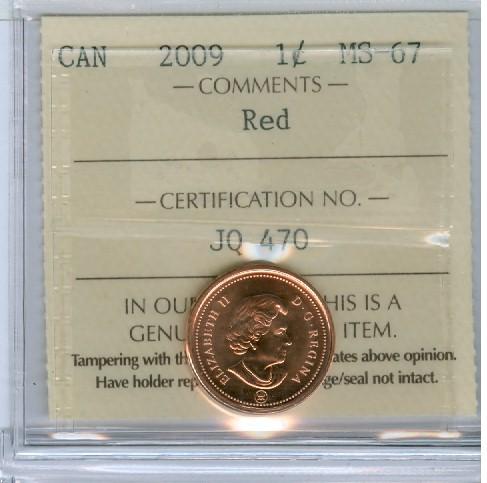 CAN 2009 1¢ MS-67
— COMMENTS —
Red
— CERTIFICATION NO. —
JQ 470
IN OU HIS IS A
GENU ITEM.
Tampering with th ates above opinion.
Have holder rep ge/seal not intact.
ELIZABETH II D·G·REGINA